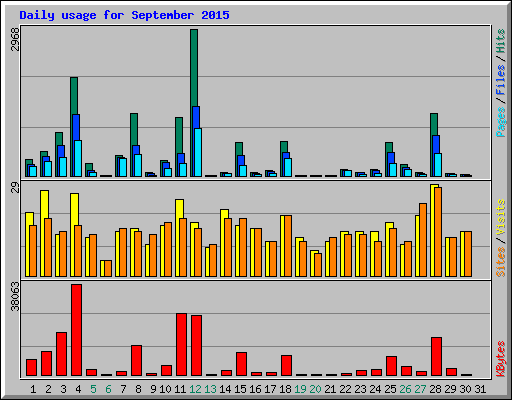 Daily usage for September 2015
2968
Pages / Files / Hits
29
Sites / Visits
38063
KBytes
1 2 3 4 5 6 7 8 9 10 11 12 13 14 15 16 17 18 19 20 21 22 23 24 25 26 27 28 29 30 31